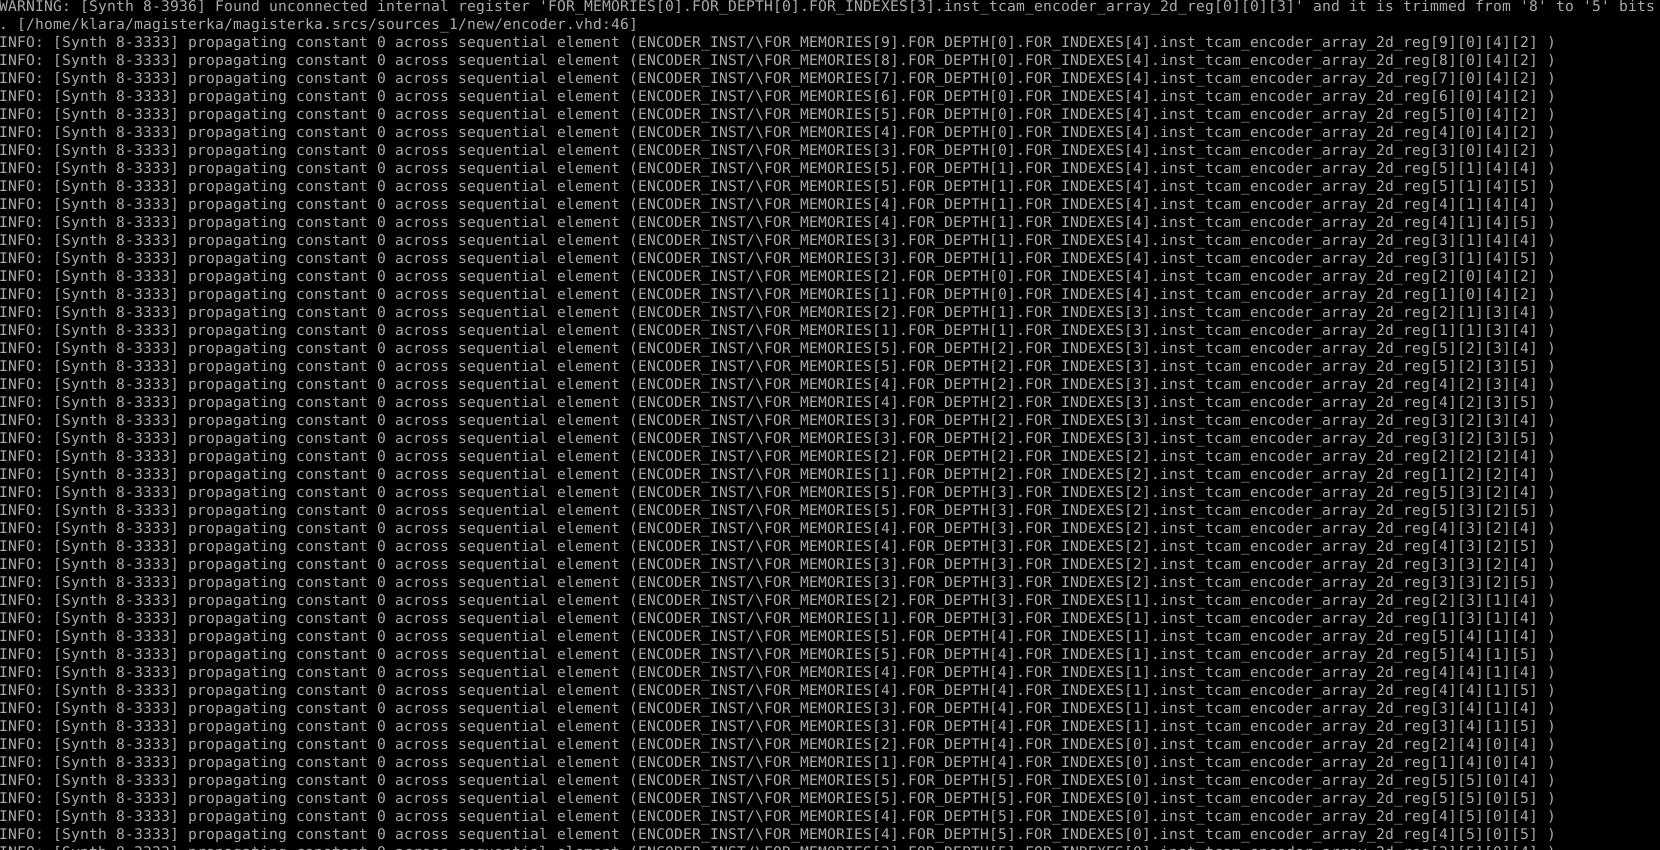 WARNING: [Synth 8-3936] Found unconnected internal register 'FOR_MEMORIES[0].FOR_DEPTH[0].FOR_INDEXES[3].inst_tcam_encoder_array_2d_reg[0][0][3]' and it is trimmed from '8' to '5' bits
. [/home/klara/magisterka/magisterka.srcs/sources_1/new/encoder.vhd:46]
INFO: [Synth 8-3333] propagating constant 0 across sequential element (ENCODER_INST/\FOR_MEMORIES[9].FOR_DEPTH[0].FOR_INDEXES[4].inst_tcam_encoder_array_2d_reg[9][0][4][2] )
INFO: [Synth 8-3333] propagating constant 0 across sequential element (ENCODER_INST/\FOR_MEMORIES[8].FOR_DEPTH[0].FOR_INDEXES[4].inst_tcam_encoder_array_2d_reg[8][0][4][2] )
INFO: [Synth 8-3333] propagating constant 0 across sequential element (ENCODER_INST/\FOR_MEMORIES[7].FOR_DEPTH[0].FOR_INDEXES[4].inst_tcam_encoder_array_2d_reg[7][0][4][2] )
INFO: [Synth 8-3333] propagating constant 0 across sequential element (ENCODER_INST/\FOR_MEMORIES[6].FOR_DEPTH[0].FOR_INDEXES[4].inst_tcam_encoder_array_2d_reg[6][0][4][2] )
INFO: [Synth 8-3333] propagating constant 0 across sequential element (ENCODER_INST/\FOR_MEMORIES[5].FOR_DEPTH[0].FOR_INDEXES[4].inst_tcam_encoder_array_2d_reg[5][0][4][2] )
INFO: [Synth 8-3333] propagating constant 0 across sequential element (ENCODER_INST/\FOR_MEMORIES[4].FOR_DEPTH[0].FOR_INDEXES[4].inst_tcam_encoder_array_2d_reg[4][0][4][2] )
INFO: [Synth 8-3333] propagating constant 0 across sequential element (ENCODER_INST/\FOR_MEMORIES[3].FOR_DEPTH[0].FOR_INDEXES[4].inst_tcam_encoder_array_2d_reg[3][0][4][2] )
INFO: [Synth 8-3333] propagating constant 0 across sequential element (ENCODER_INST/\FOR_MEMORIES[5].FOR_DEPTH[1].FOR_INDEXES[4].inst_tcam_encoder_array_2d_reg[5][1][4][4] )
INFO: [Synth 8-3333] propagating constant 0 across sequential element (ENCODER_INST/\FOR_MEMORIES[5].FOR_DEPTH[1].FOR_INDEXES[4].inst_tcam_encoder_array_2d_reg[5][1][4][5] )
INFO: [Synth 8-3333] propagating constant 0 across sequential element (ENCODER_INST/\FOR_MEMORIES[4].FOR_DEPTH[1].FOR_INDEXES[4].inst_tcam_encoder_array_2d_reg[4][1][4][4] )
INFO: [Synth 8-3333] propagating constant 0 across sequential element (ENCODER_INST/\FOR_MEMORIES[4].FOR_DEPTH[1].FOR_INDEXES[4].inst_tcam_encoder_array_2d_reg[4][1][4][5] )
INFO: [Synth 8-3333] propagating constant 0 across sequential element (ENCODER_INST/\FOR_MEMORIES[3].FOR_DEPTH[1].FOR_INDEXES[4].inst_tcam_encoder_array_2d_reg[3][1][4][4] )
INFO: [Synth 8-3333] propagating constant 0 across sequential element (ENCODER_INST/\FOR_MEMORIES[3].FOR_DEPTH[1].FOR_INDEXES[4].inst_tcam_encoder_array_2d_reg[3][1][4][5] )
INFO: [Synth 8-3333] propagating constant 0 across sequential element (ENCODER_INST/\FOR_MEMORIES[2].FOR_DEPTH[0].FOR_INDEXES[4].inst_tcam_encoder_array_2d_reg[2][0][4][2] )
INFO: [Synth 8-3333] propagating constant 0 across sequential element (ENCODER_INST/\FOR_MEMORIES[1].FOR_DEPTH[0].FOR_INDEXES[4].inst_tcam_encoder_array_2d_reg[1][0][4][2] )
INFO: [Synth 8-3333] propagating constant 0 across sequential element (ENCODER_INST/\FOR_MEMORIES[2].FOR_DEPTH[1].FOR_INDEXES[3].inst_tcam_encoder_array_2d_reg[2][1][3][4] )
INFO: [Synth 8-3333] propagating constant 0 across sequential element (ENCODER_INST/\FOR_MEMORIES[1].FOR_DEPTH[1].FOR_INDEXES[3].inst_tcam_encoder_array_2d_reg[1][1][3][4] )
INFO: [Synth 8-3333] propagating constant 0 across sequential element (ENCODER_INST/\FOR_MEMORIES[5].FOR_DEPTH[2].FOR_INDEXES[3].inst_tcam_encoder_array_2d_reg[5][2][3][4] )
INFO: [Synth 8-3333] propagating constant 0 across sequential element (ENCODER_INST/\FOR_MEMORIES[5].FOR_DEPTH[2].FOR_INDEXES[3].inst_tcam_encoder_array_2d_reg[5][2][3][5] )
INFO: [Synth 8-3333] propagating constant 0 across sequential element (ENCODER_INST/\FOR_MEMORIES[4].FOR_DEPTH[2].FOR_INDEXES[3].inst_tcam_encoder_array_2d_reg[4][2][3][4] )
INFO: [Synth 8-3333] propagating constant 0 across sequential element (ENCODER_INST/\FOR_MEMORIES[4].FOR_DEPTH[2].FOR_INDEXES[3].inst_tcam_encoder_array_2d_reg[4][2][3][5] )
INFO: [Synth 8-3333] propagating constant 0 across sequential element (ENCODER_INST/\FOR_MEMORIES[3].FOR_DEPTH[2].FOR_INDEXES[3].inst_tcam_encoder_array_2d_reg[3][2][3][4] )
INFO: [Synth 8-3333] propagating constant 0 across sequential element (ENCODER_INST/\FOR_MEMORIES[3].FOR_DEPTH[2].FOR_INDEXES[3].inst_tcam_encoder_array_2d_reg[3][2][3][5] )
INFO: [Synth 8-3333] propagating constant 0 across sequential element (ENCODER_INST/\FOR_MEMORIES[2].FOR_DEPTH[2].FOR_INDEXES[2].inst_tcam_encoder_array_2d_reg[2][2][2][4] )
INFO: [Synth 8-3333] propagating constant 0 across sequential element (ENCODER_INST/\FOR_MEMORIES[1].FOR_DEPTH[2].FOR_INDEXES[2].inst_tcam_encoder_array_2d_reg[1][2][2][4] )
INFO: [Synth 8-3333] propagating constant 0 across sequential element (ENCODER_INST/\FOR_MEMORIES[5].FOR_DEPTH[3].FOR_INDEXES[2].inst_tcam_encoder_array_2d_reg[5][3][2][4] )
INFO: [Synth 8-3333] propagating constant 0 across sequential element (ENCODER_INST/\FOR_MEMORIES[5].FOR_DEPTH[3].FOR_INDEXES[2].inst_tcam_encoder_array_2d_reg[5][3][2][5] )
INFO: [Synth 8-3333] propagating constant 0 across sequential element (ENCODER_INST/\FOR_MEMORIES[4].FOR_DEPTH[3].FOR_INDEXES[2].inst_tcam_encoder_array_2d_reg[4][3][2][4] )
INFO: [Synth 8-3333] propagating constant 0 across sequential element (ENCODER_INST/\FOR_MEMORIES[4].FOR_DEPTH[3].FOR_INDEXES[2].inst_tcam_encoder_array_2d_reg[4][3][2][5] )
INFO: [Synth 8-3333] propagating constant 0 across sequential element (ENCODER_INST/\FOR_MEMORIES[3].FOR_DEPTH[3].FOR_INDEXES[2].inst_tcam_encoder_array_2d_reg[3][3][2][4] )
INFO: [Synth 8-3333] propagating constant 0 across sequential element (ENCODER_INST/\FOR_MEMORIES[3].FOR_DEPTH[3].FOR_INDEXES[2].inst_tcam_encoder_array_2d_reg[3][3][2][5] )
INFO: [Synth 8-3333] propagating constant 0 across sequential element (ENCODER_INST/\FOR_MEMORIES[2].FOR_DEPTH[3].FOR_INDEXES[1].inst_tcam_encoder_array_2d_reg[2][3][1][4] )
INFO: [Synth 8-3333] propagating constant 0 across sequential element (ENCODER_INST/\FOR_MEMORIES[1].FOR_DEPTH[3].FOR_INDEXES[1].inst_tcam_encoder_array_2d_reg[1][3][1][4] )
INFO: [Synth 8-3333] propagating constant 0 across sequential element (ENCODER_INST/\FOR_MEMORIES[5].FOR_DEPTH[4].FOR_INDEXES[1].inst_tcam_encoder_array_2d_reg[5][4][1][4] )
INFO: [Synth 8-3333] propagating constant 0 across sequential element (ENCODER_INST/\FOR_MEMORIES[5].FOR_DEPTH[4].FOR_INDEXES[1].inst_tcam_encoder_array_2d_reg[5][4][1][5] )
INFO: [Synth 8-3333] propagating constant 0 across sequential element (ENCODER_INST/\FOR_MEMORIES[4].FOR_DEPTH[4].FOR_INDEXES[1].inst_tcam_encoder_array_2d_reg[4][4][1][4] )
INFO: [Synth 8-3333] propagating constant 0 across sequential element (ENCODER_INST/\FOR_MEMORIES[4].FOR_DEPTH[4].FOR_INDEXES[1].inst_tcam_encoder_array_2d_reg[4][4][1][5] )
INFO: [Synth 8-3333] propagating constant 0 across sequential element (ENCODER_INST/\FOR_MEMORIES[3].FOR_DEPTH[4].FOR_INDEXES[1].inst_tcam_encoder_array_2d_reg[3][4][1][4] )
INFO: [Synth 8-3333] propagating constant 0 across sequential element (ENCODER_INST/\FOR_MEMORIES[3].FOR_DEPTH[4].FOR_INDEXES[1].inst_tcam_encoder_array_2d_reg[3][4][1][5] )
INFO: [Synth 8-3333] propagating constant 0 across sequential element (ENCODER_INST/\FOR_MEMORIES[2].FOR_DEPTH[4].FOR_INDEXES[0].inst_tcam_encoder_array_2d_reg[2][4][0][4] )
INFO: [Synth 8-3333] propagating constant 0 across sequential element (ENCODER_INST/\FOR_MEMORIES[1].FOR_DEPTH[4].FOR_INDEXES[0].inst_tcam_encoder_array_2d_reg[1][4][0][4] )
INFO: [Synth 8-3333] propagating constant 0 across sequential element (ENCODER_INST/\FOR_MEMORIES[5].FOR_DEPTH[5].FOR_INDEXES[0].inst_tcam_encoder_array_2d_reg[5][5][0][4] )
INFO: [Synth 8-3333] propagating constant 0 across sequential element (ENCODER_INST/\FOR_MEMORIES[5].FOR_DEPTH[5].FOR_INDEXES[0].inst_tcam_encoder_array_2d_reg[5][5][0][5] )
INFO: [Synth 8-3333] propagating constant 0 across sequential element (ENCODER_INST/\FOR_MEMORIES[4].FOR_DEPTH[5].FOR_INDEXES[0].inst_tcam_encoder_array_2d_reg[4][5][0][4] )
INFO: [Synth 8-3333] propagating constant 0 across sequential element (ENCODER_INST/\FOR_MEMORIES[4].FOR_DEPTH[5].FOR_INDEXES[0].inst_tcam_encoder_array_2d_reg[4][5][0][5] )